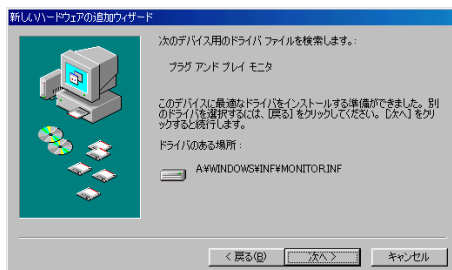 新しいハードウェアの追加ウィザード
次のデバイス用のドライバ ファイルを検索します。:
プラグ アンド プレイ モニタ
このデバイスに最適なドライバをインストールする準備ができました。別
のドライバを選択するには、[戻る] をクリックしてください。[次へ] をクリ
ックすると続行します。
ドライバのある場所 :
A¥WINDOWS¥INF¥MONITOR.INF
< 戻る(B)
次へ >
キャンセル